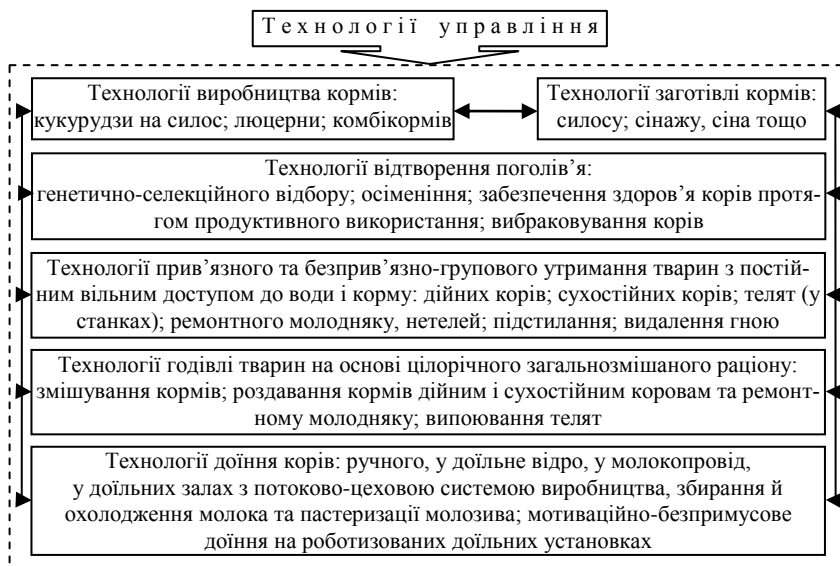 Технології управління
Технології виробництва кормів:
кукурудзи на силос; люцерни; комбікормів
Технології заготівлі кормів:
силосу; сінажу, сіна тощо
Технології відтворення поголів’я:
генетично-селекційного відбору; осіменіння; забезпечення здоров’я корів протя-
гом продуктивного використання; вибраковування корів
Технології прив’язного та безприв’язно-групового утримання тварин з постій-
ним вільним доступом до води і корму: дійних корів; сухостійних корів; телят (у
станках); ремонтного молодняку, нетелей; підстилання; видалення гною
Технології годівлі тварин на основі цілорічного загальнозмішаного раціону:
змішування кормів; роздавання кормів дійним і сухостійним коровам та ремонт-
ному молодняку; випоювання телят
Технології доїння корів: ручного, у доїльне відро, у молокопровід,
у доїльних залах з потоково-цеховою системою виробництва, збирання й
охолодження молока та пастеризації молозива; мотиваційно-безпримусове
доїння на роботизованих доїльних установках